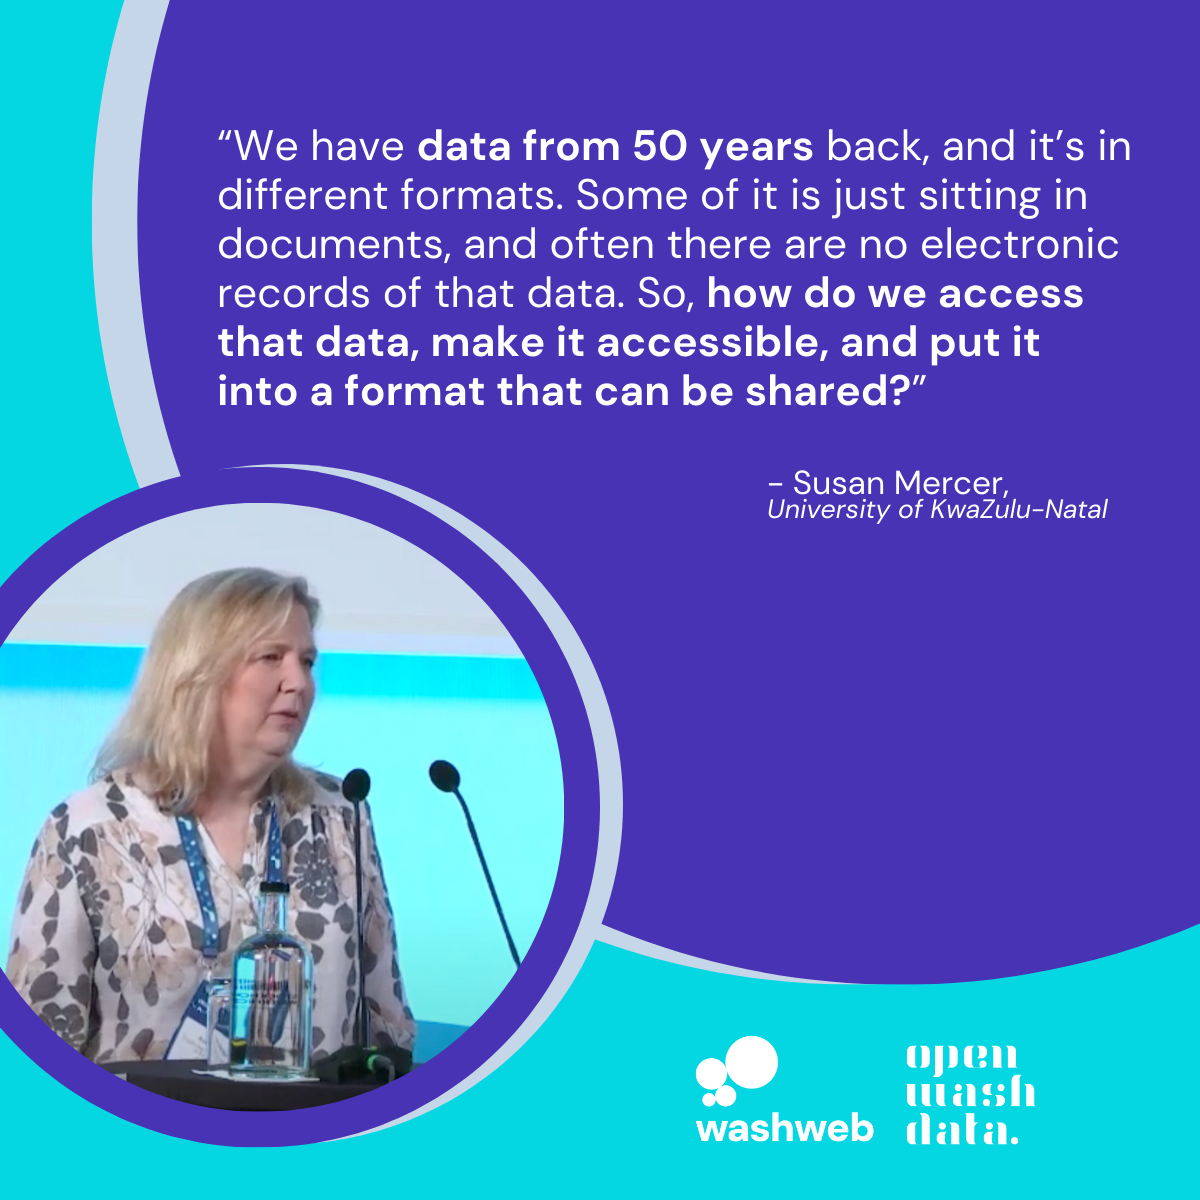 “We have data from 50 years back, and it’s in
different formats. Some of it is just sitting in
documents, and often there are no electronic
records of that data. So, how do we access
that data, make it accessible, and put it
into a format that can be shared?”
- Susan Mercer,
University of KwaZulu-Natal
washweb
open
wash
data.